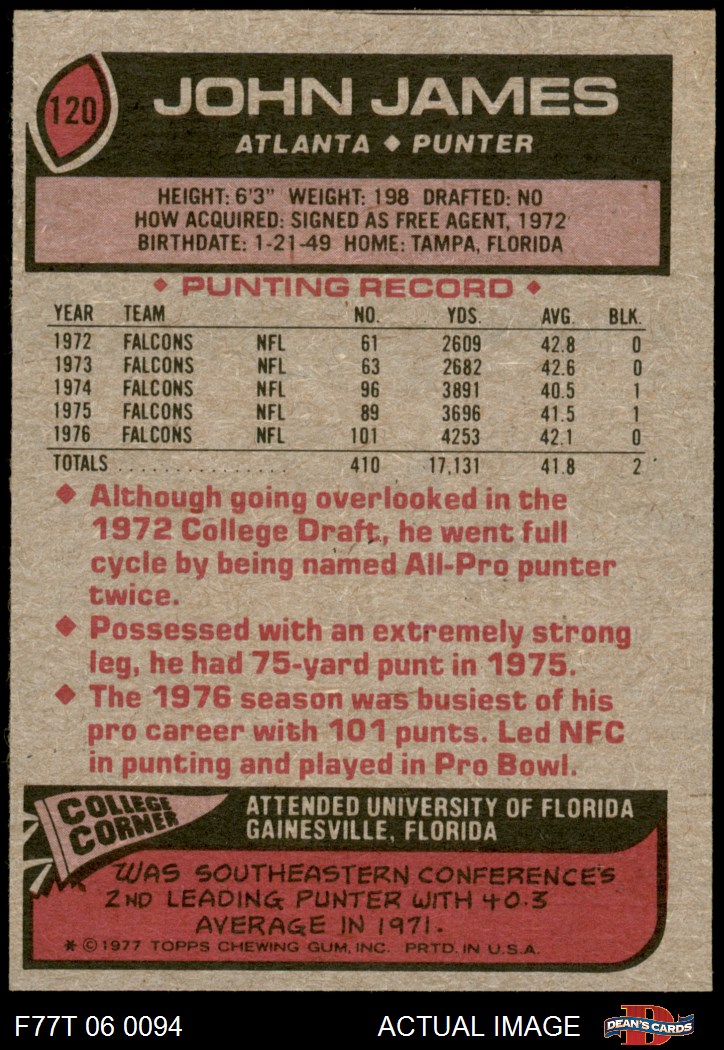 120
JOHN JAMES
ATLANTA ◆ PUNTER
HEIGHT: 6'3" WEIGHT: 198 DRAFTED: NO
HOW ACQUIRED: SIGNED AS FREE AGENT, 1972
BIRTHDATE: 1-21-49 HOME: TAMPA, FLORIDA
◆ PUNTING RECORD ◆
YEAR TEAM NO. YDS. AVG. BLK.
1972 FALCONS NFL 61 2609 42.8 0
1973 FALCONS NFL 63 2682 42.6 0
1974 FALCONS NFL 96 3891 40.5 1
1975 FALCONS NFL 89 3696 41.5 1
1976 FALCONS NFL 101 4253 42.1 0
TOTALS .............. 410 17,131 41.8 2
◆ Although going overlooked in the
1972 College Draft, he went full
cycle by being named All-Pro punter
twice.
◆ Possessed with an extremely strong
leg, he had 75-yard punt in 1975.
◆ The 1976 season was busiest of his
pro career with 101 punts. Led NFC
in punting and played in Pro Bowl.
COLLEGE
CORNER
ATTENDED UNIVERSITY OF FLORIDA
GAINESVILLE, FLORIDA
WAS SOUTHEASTERN CONFERENCE'S
2ND LEADING PUNTER WITH 40.3
AVERAGE IN 1971.
* © 1977 TOPPS CHEWING GUM, INC. PRTD. IN U.S.A.
F77T 06 0094 ACTUAL IMAGE
D
DEAN'S CARDS